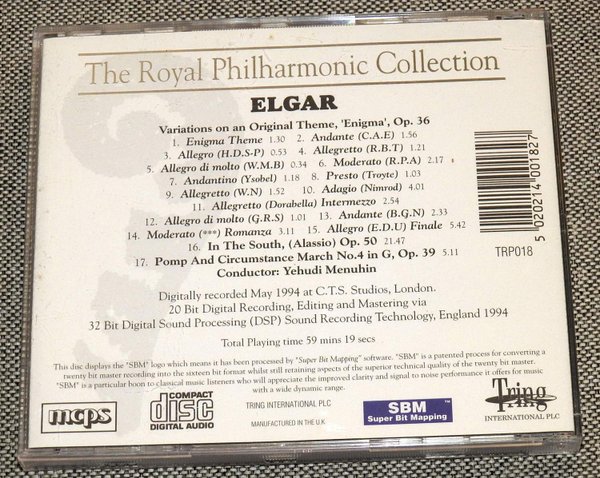 The Royal Philharmonic Collection
ELGAR
Variations on an Original Theme, 'Enigma', Op. 36
1. Enigma Theme 1.30 2. Andante (C.A.E) 1.56
3. Allegro (H.D.S-P) 0.53 4. Allegretto (R.B.T) 1.21
5. Allegro di molto (W.M.B) 0.34 6. Moderato (R.P.A) 2.17
7. Andantino (Ysobel) 1.18 8. Presto (Troyte) 1.03
9. Allegretto (W.N) 1.52 10. Adagio (Nimrod) 4.01
11. Allegretto (Dorabella) Intermezzo 2.54
12. Allegro di molto (G.R.S) 1.01 13. Andante (B.G.N) 2.33
14. Moderato (***) Romanza 3.11 15. Allegro (E.D.U) Finale 5.42
16. In The South, (Alassio) Op. 50 21.47
17. Pomp And Circumstance March No.4 in G, Op. 39 5.11
Conductor: Yehudi Menuhin
5 020214 001827
TRP018
Digitally recorded May 1994 at C.T.S. Studios, London.
20 Bit Digital Recording, Editing and Mastering via
32 Bit Digital Sound Processing (DSP) Sound Recording Technology, England 1994
Total Playing time 59 mins 19 secs
This disc displays the "SBM" logo which means it has been processed by "Super Bit Mapping" software. "SBM" is a patented process for converting a
twenty bit master recording into the sixteen bit format whilst still retaining aspects of the superior technical quality of the twenty bit master.
"SBM" is a particular boon to classical music listeners who will appreciate the improved clarity and signal to noise performance it offers for music
with a wide dynamic range.
mcps
COMPACT
disc
DIGITAL AUDIO
TRING INTERNATIONAL PLC
MANUFACTURED IN THE U.K
SBM™
Super Bit Mapping
Tring
INTERNATIONAL PLC